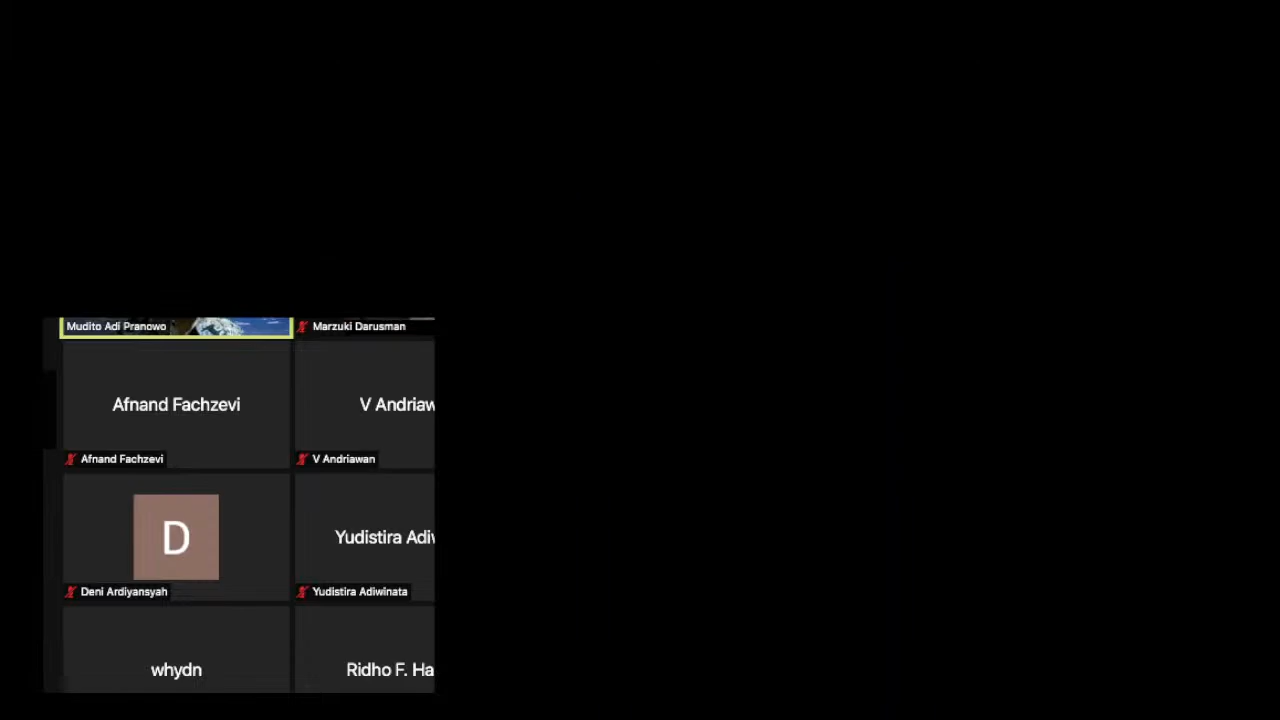 Mudito Adi Pranowo
Marzuki Darusman
Afnand Fachzevi
V Andriaw
Afnand Fachzevi
V Andriawan
D
Yudistira Adiw
Deni Ardiyansyah
Yudistira Adiwinata
whydn
Ridho F. Ha